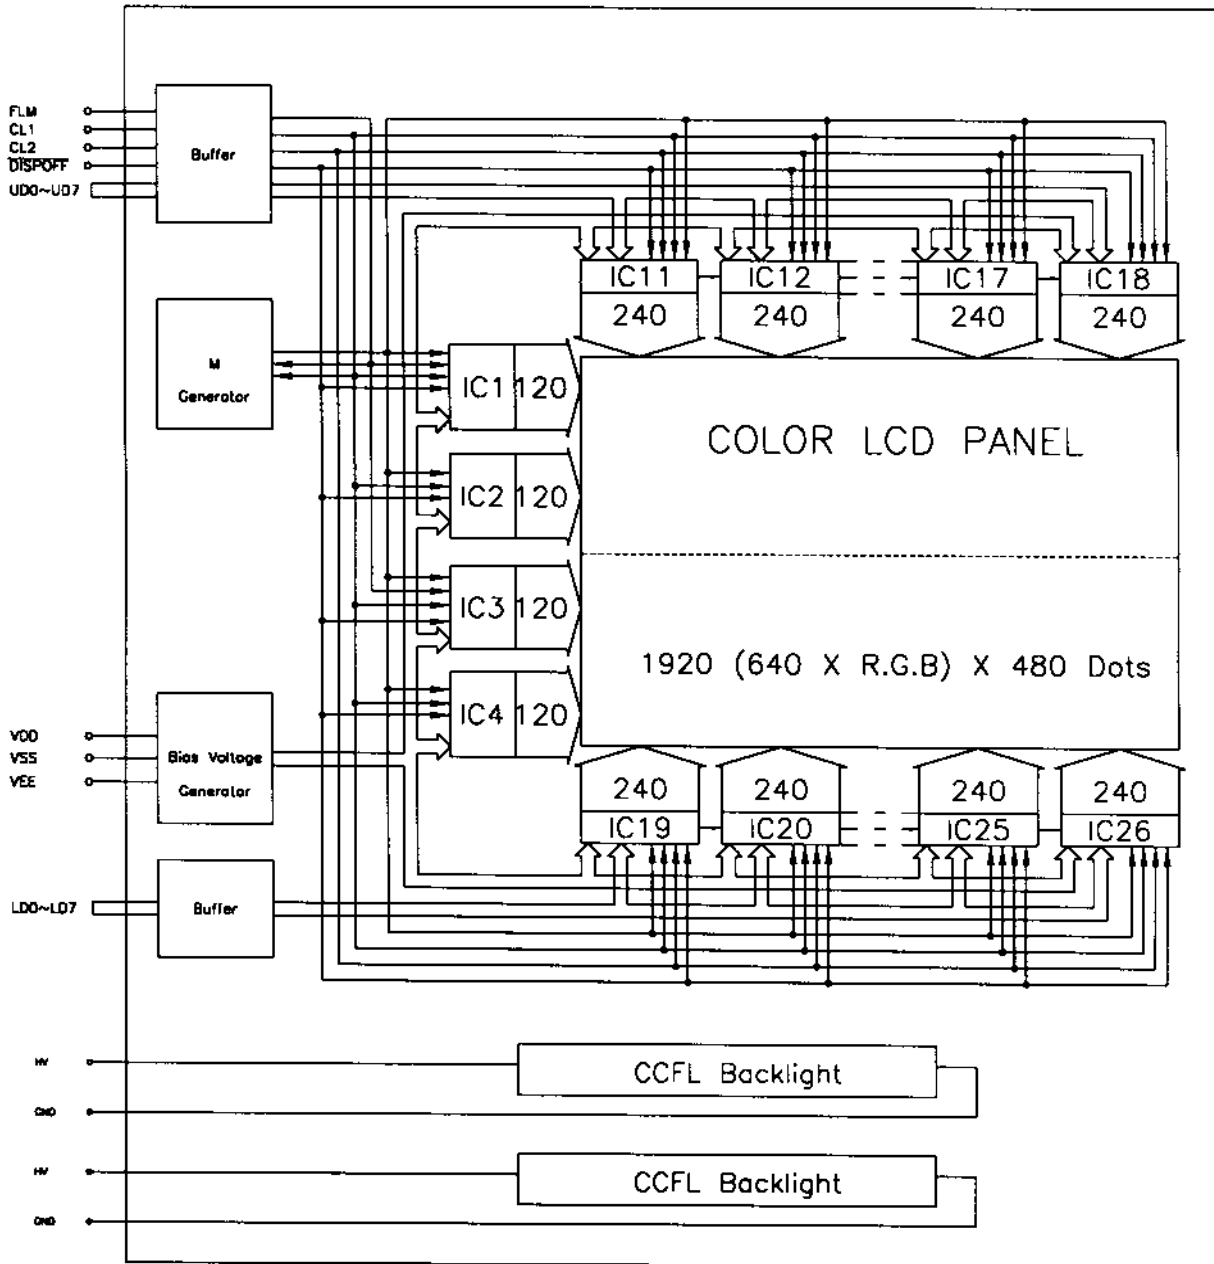 FLM
CL1
CL2
DISPOFF
UD0~UD7
Buffer
IC11
IC12
IC17
IC18
240
240
240
240
M
Generator
IC1 120
IC2 120
IC3 120
IC4 120
COLOR LCD PANEL
1920 (640 X R.G.B) X 480 Dots
VDD
VSS
VEE
Bias Voltage
Generator
240
240
240
240
IC19
IC20
IC25
IC26
LD0~LD7
Buffer
HV
CCFL Backlight
GND
HV
CCFL Backlight
GND